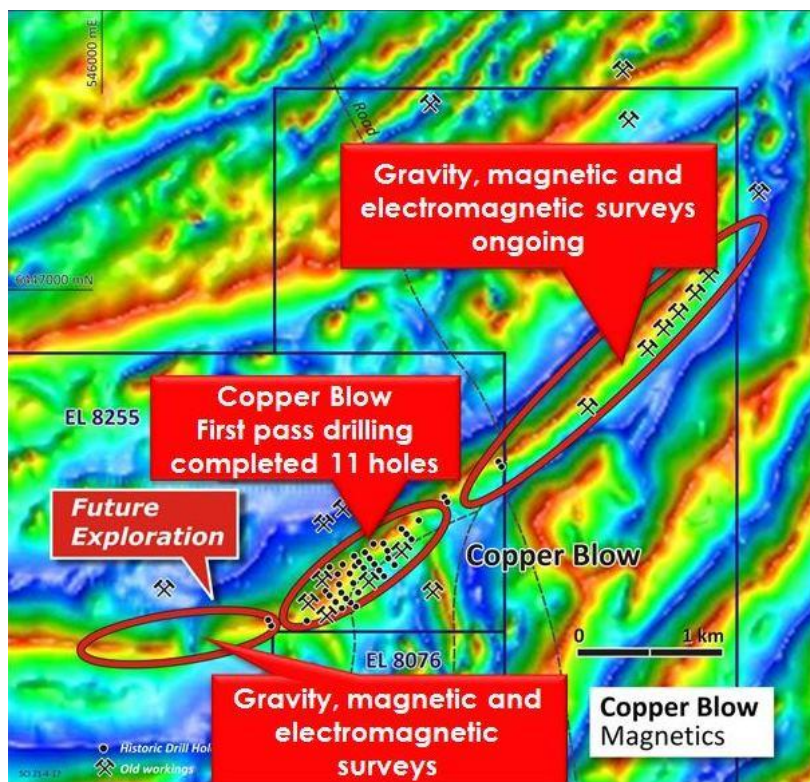 546000 mE
Road
Gravity, magnetic and
electromagnetic surveys
ongoing
6447000 mN
EL 8255
Copper Blow
First pass drilling
completed 11 holes
Future
Exploration
Copper Blow
0 1 km
EL 8076
Gravity, magnetic and
electromagnetic
surveys
Copper Blow
Magnetics
Historic Drill Hol
Old workings